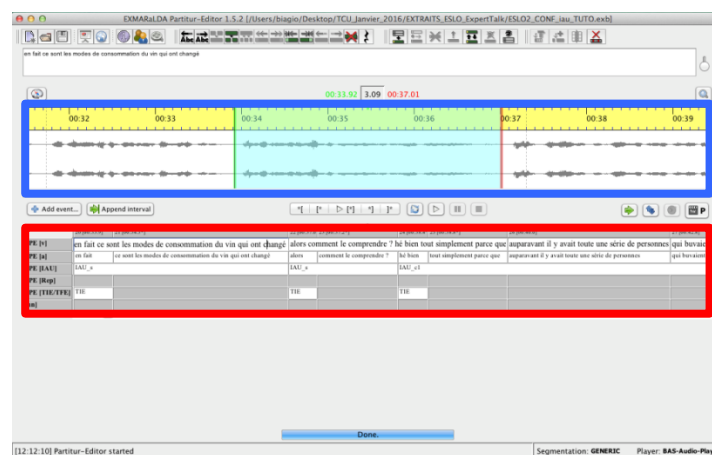 EXMARaLDA Partitur-Editor 1.5.2 [/Users/biagio/Desktop/TCU_Janvier_2016/EXTRAITS_ESLO_ExpertTalk/ESLO2_CONF_iau_TUTO.exb]
en fait ce sont les modes de consommation du vin qui ont changé
00:33.92 3.09 00:37.01
00:32 00:33 00:34 00:35 00:36 00:37 00:38 00:39
Add event... Append interval P
PE [v] en fait ce sont les modes de consommation du vin qui ont changé alors comment le comprendre ? hé bien tout simplement parce que auparavant il y avait toute une série de personnes qui buvaie
PE [a] en fait ce sont les modes de consommation du vin qui ont changé alors comment le comprendre ? hé bien tout simplement parce que auparavant il y avait toute une série de personnes qui buvaient
PE [IAU] IAU_s IAU_s IAU_cl
PE [Rep]
PE [TIE/TFE] TIE TIE TIE
nn]
Done.
[12:12:10] Partitur-Editor started Segmentation: GENERIC Player: BAS-Audio-Play